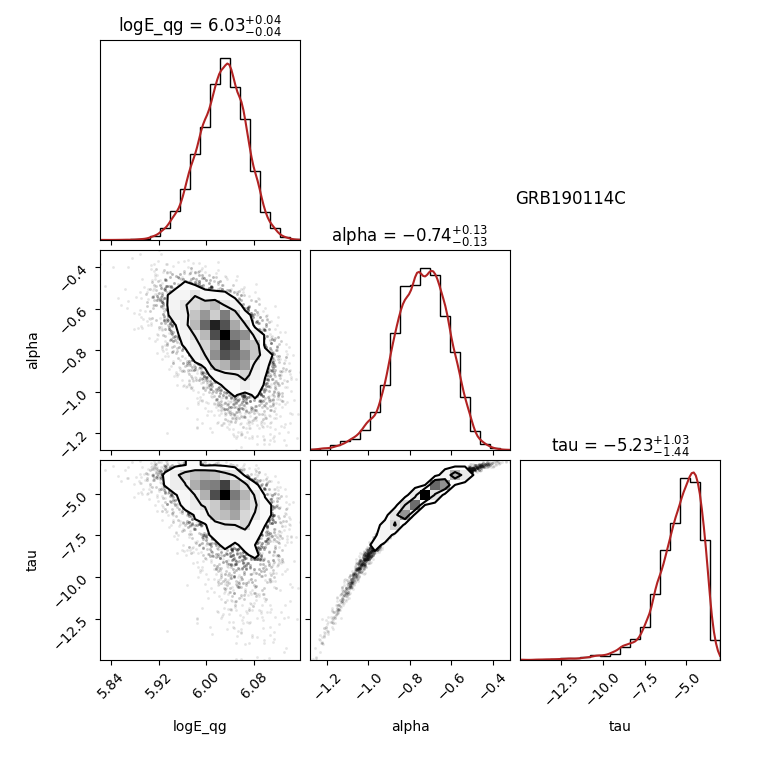 logE_qg = 6.03+0.04 −0.04
GRB190114C
alpha = −0.74+0.13 −0.13
−0.4
−0.6
−0.8
−1.0
−1.2
alpha
tau = −5.23+1.03 −1.44
−5.0
−7.5
−10.0
−12.5
tau
5.84 5.92 6.00 6.08
−1.2 −1.0 −0.8 −0.6 −0.4
−12.5 −10.0 −7.5 −5.0
logE_qg alpha tau